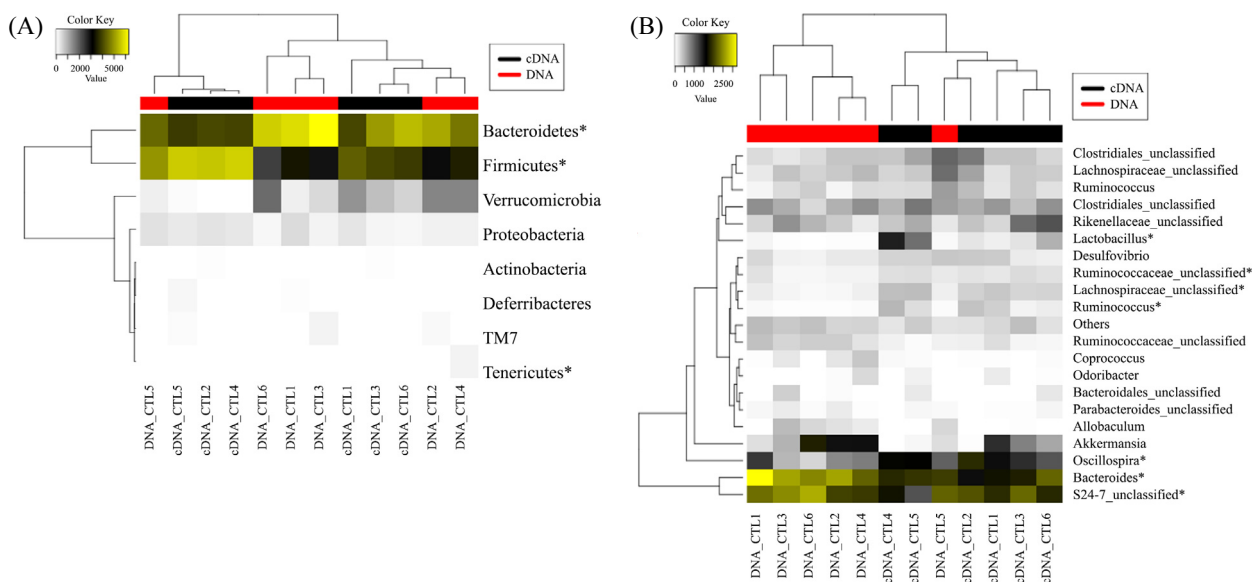 (A)
Color Key
0 2000 5000
Value
cDNA
DNA
Bacteroidetes*
Firmicutes*
Verrucomicrobia
Proteobacteria
Actinobacteria
Deferribacteres
TM7
Tenericutes*
DNA_CTL5
cDNA_CTL5
cDNA_CTL2
cDNA_CTL4
DNA_CTL6
DNA_CTL1
DNA_CTL3
cDNA_CTL1
cDNA_CTL3
cDNA_CTL6
DNA_CTL2
DNA_CTL4
(B)
Color Key
0 1000 2500
Value
cDNA
DNA
Clostridiales_unclassified
Lachnospiraceae_unclassified
Ruminococcus
Clostridiales_unclassified
Rikenellaceae_unclassified
Lactobacillus*
Desulfovibrio
Ruminococcaceae_unclassified*
Lachnospiraceae_unclassified*
Ruminococcus*
Others
Ruminococcaceae_unclassified
Coprococcus
Odoribacter
Bacteroidales_unclassified
Parabacteroides_unclassified
Allobaculum
Akkermansia
Oscillospira*
Bacteroides*
S24-7_unclassified*
DNA_CTL1
DNA_CTL3
DNA_CTL6
DNA_CTL2
DNA_CTL4
cDNA_CTL4
cDNA_CTL5
DNA_CTL5
cDNA_CTL2
cDNA_CTL1
cDNA_CTL3
cDNA_CTL6